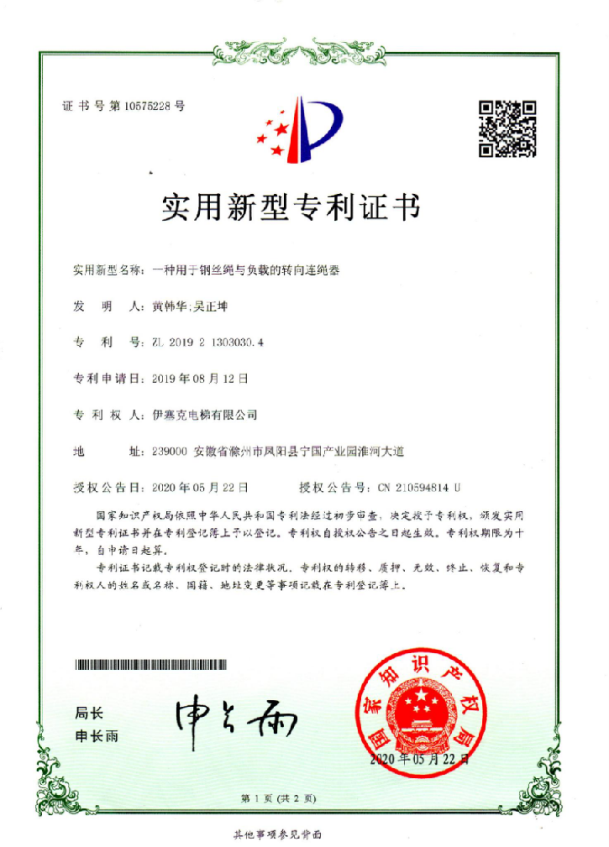 证书号第10575228号
实用新型专利证书
实用新型名称：一种用于钢丝绳与负载的转向连绳器
发 明 人：黄韩华;吴正坤
专 利 号：ZL 2019 2 1303030.4
专利申请日：2019年08月12日
专 利 权 人：伊塞克电梯有限公司
地 址：239000 安徽省滁州市凤阳县宁国产业园淮河大道
授权公告日：2020年05月22日 授权公告号：CN 210594814 U
国家知识产权局依照中华人民共和国专利法经过初步审查，决定授予专利权，颁发实用
新型专利证书并在专利登记簿上予以登记。专利权自授权公告之日起生效。专利权期限为十
年，自申请日起算。
专利证书记载专利权登记时的法律状况。专利权的转移、质押、无效、终止、恢复和专
利权人的姓名或名称、国籍、地址变更等事项记载在专利登记簿上。
局长
申长雨
申长雨
国家知识产权局
2020年05月22日
第 1 页 (共 2 页)
其他事项参见背面